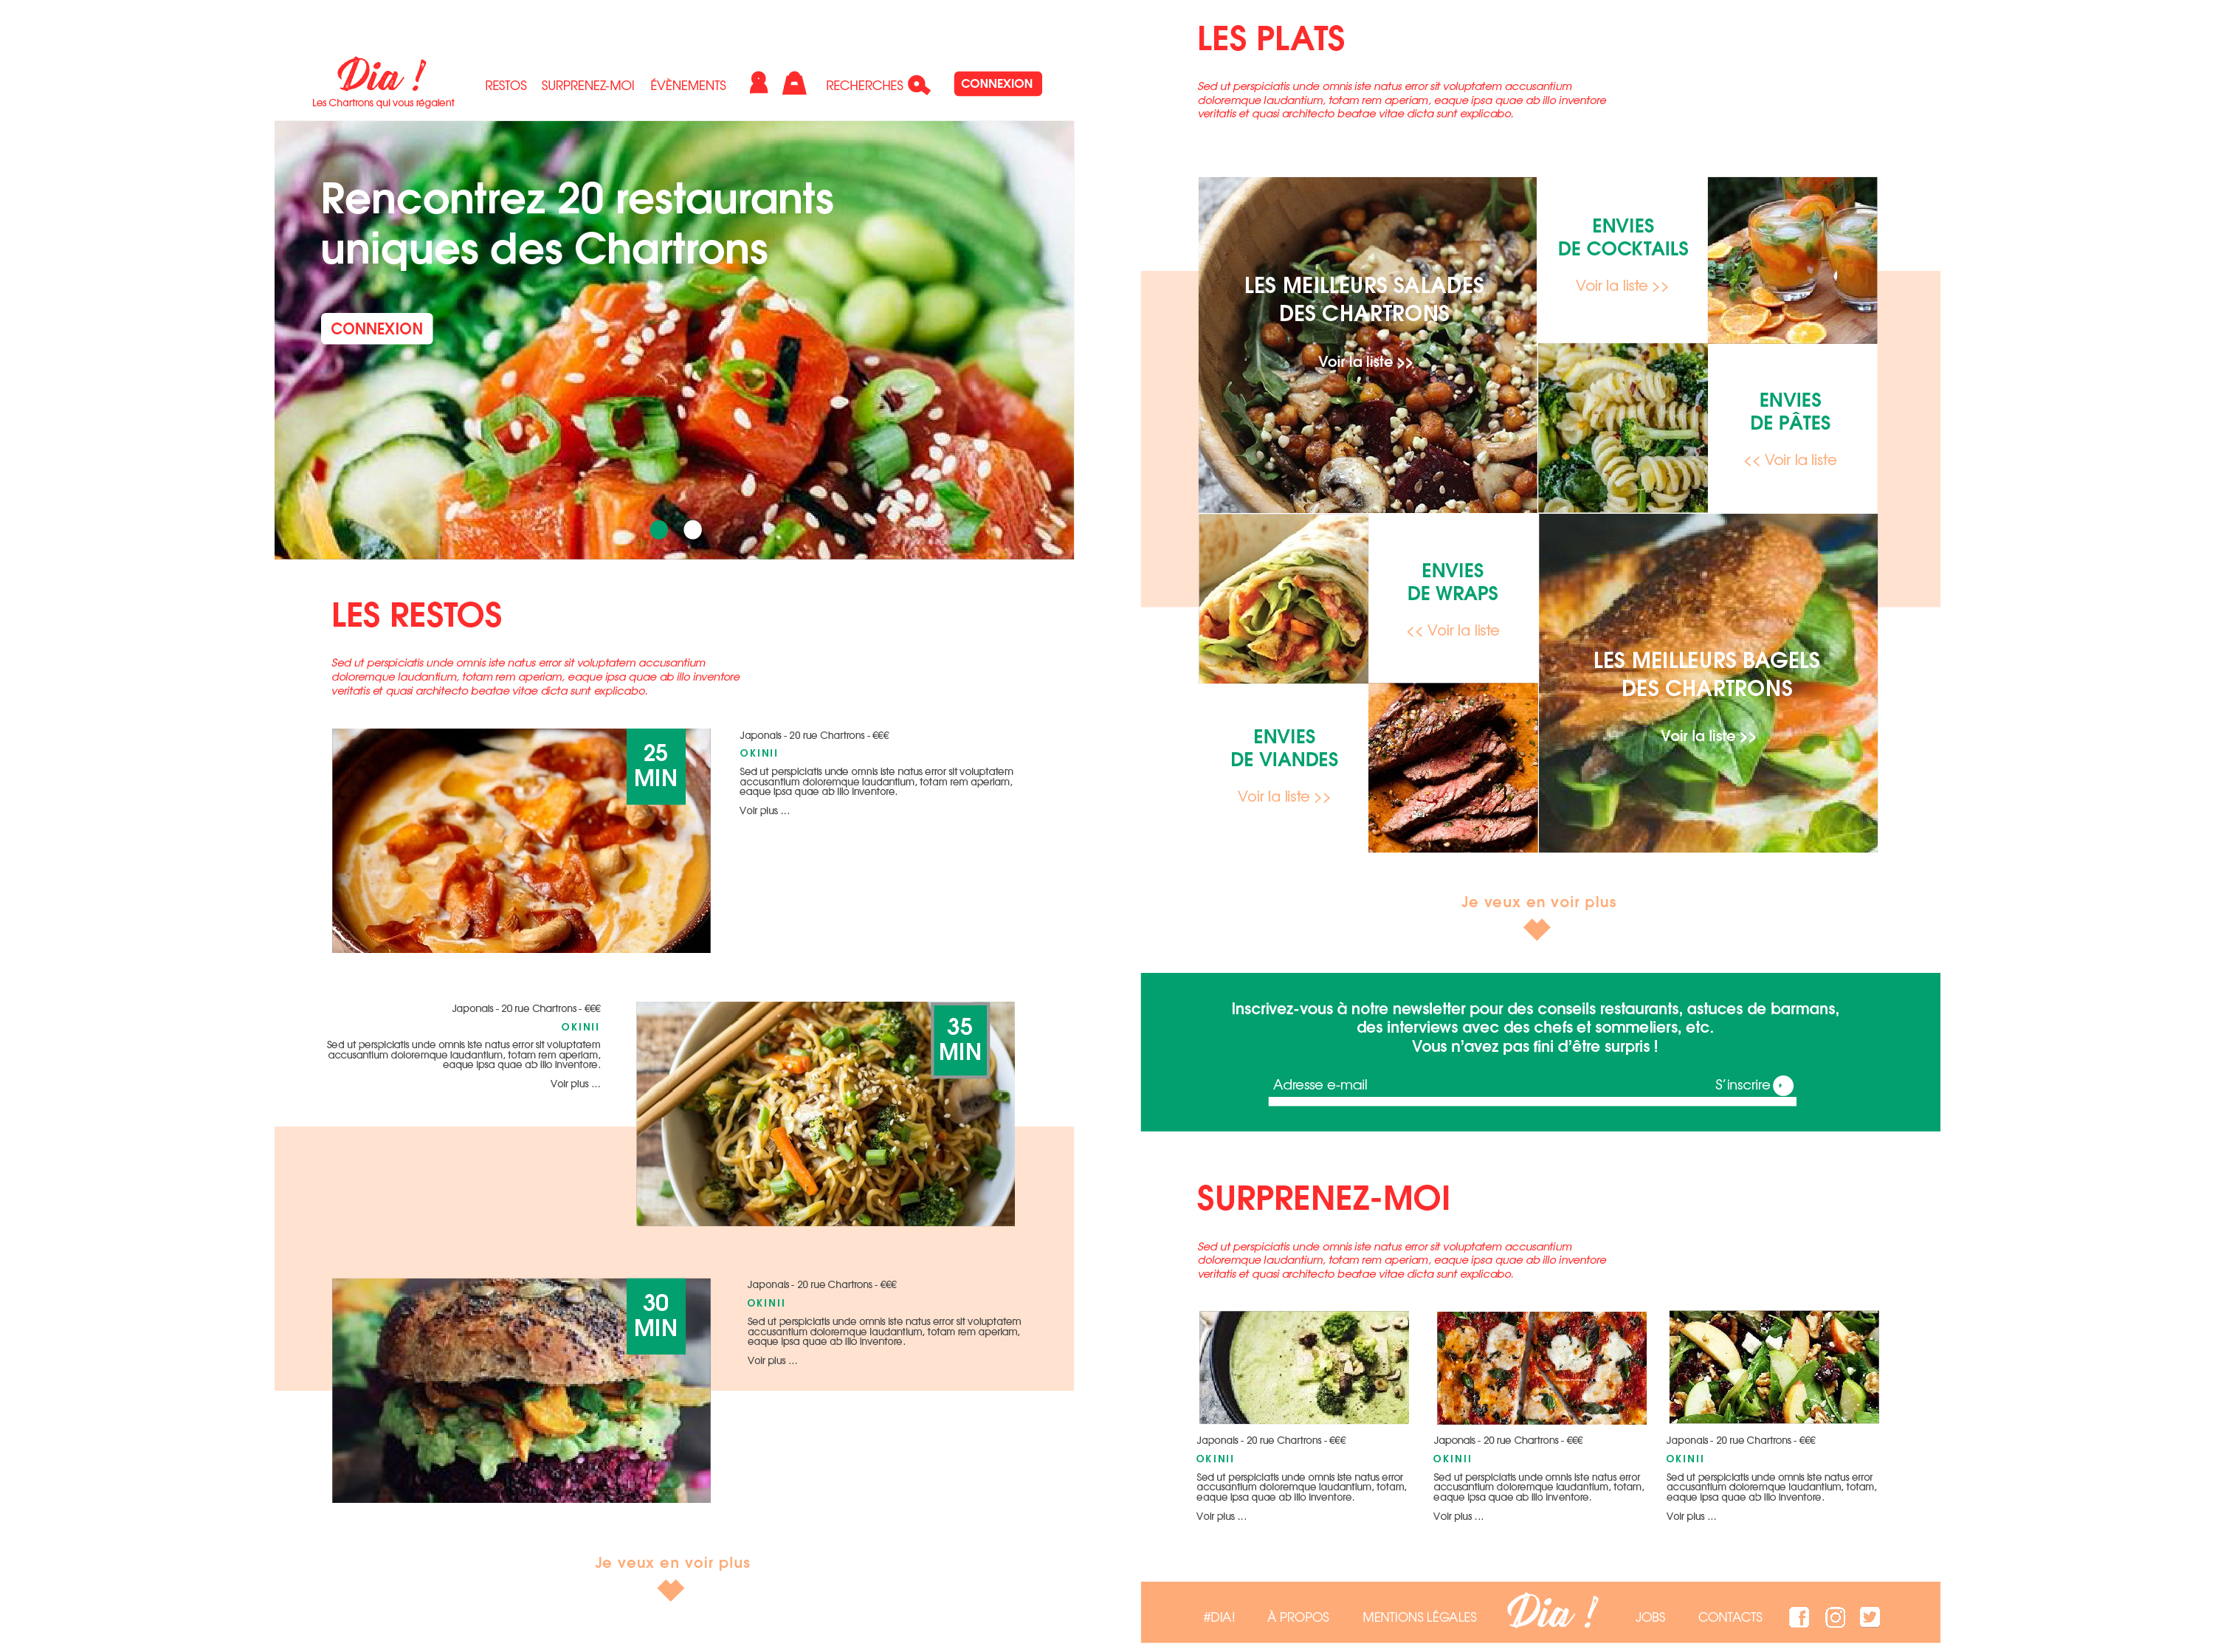 Dia !
Les Chartrons qui vous régalent
RESTOS
SURPRENEZ-MOI
ÉVÈNEMENTS
RECHERCHES
CONNEXION
Rencontrez 20 restaurants
uniques des Chartrons
CONNEXION
LES RESTOS
Sed ut perspiciatis unde omnis iste natus error sit voluptatem accusantium
doloremque laudantium, totam rem aperiam, eaque ipsa quae ab illo inventore
veritatis et quasi architecto beatae vitae dicta sunt explicabo.
25
MIN
Japonais - 20 rue Chartrons - €€€
OKINII
Sed ut perspiciatis unde omnis iste natus error sit voluptatem
accusantium doloremque laudantium, totam rem aperiam,
eaque ipsa quae ab illo inventore.
Voir plus ...
Japonais - 20 rue Chartrons - €€€
OKINII
Sed ut perspiciatis unde omnis iste natus error sit voluptatem
accusantium doloremque laudantium, totam rem aperiam,
eaque ipsa quae ab illo inventore.
Voir plus ...
35
MIN
30
MIN
Japonais - 20 rue Chartrons - €€€
OKINII
Sed ut perspiciatis unde omnis iste natus error sit voluptatem
accusantium doloremque laudantium, totam rem aperiam,
eaque ipsa quae ab illo inventore.
Voir plus ...
Je veux en voir plus
LES PLATS
Sed ut perspiciatis unde omnis iste natus error sit voluptatem accusantium
doloremque laudantium, totam rem aperiam, eaque ipsa quae ab illo inventore
veritatis et quasi architecto beatae vitae dicta sunt explicabo.
LES MEILLEURS SALADES
DES CHARTRONS
Voir la liste >>
ENVIES
DE COCKTAILS
Voir la liste >>
ENVIES
DE PÂTES
<< Voir la liste
ENVIES
DE WRAPS
<< Voir la liste
LES MEILLEURS BAGELS
DES CHARTRONS
Voir la liste >>
ENVIES
DE VIANDES
Voir la liste >>
Je veux en voir plus
Inscrivez-vous à notre newsletter pour des conseils restaurants, astuces de barmans,
des interviews avec des chefs et sommeliers, etc.
Vous n'avez pas fini d'être surpris !
Adresse e-mail
S'inscrire
SURPRENEZ-MOI
Sed ut perspiciatis unde omnis iste natus error sit voluptatem accusantium
doloremque laudantium, totam rem aperiam, eaque ipsa quae ab illo inventore
veritatis et quasi architecto beatae vitae dicta sunt explicabo.
Japonais - 20 rue Chartrons - €€€
OKINII
Sed ut perspiciatis unde omnis iste natus error
accusantium doloremque laudantium, totam,
eaque ipsa quae ab illo inventore.
Voir plus ...
Japonais - 20 rue Chartrons - €€€
OKINII
Sed ut perspiciatis unde omnis iste natus error
accusantium doloremque laudantium, totam,
eaque ipsa quae ab illo inventore.
Voir plus ...
Japonais - 20 rue Chartrons - €€€
OKINII
Sed ut perspiciatis unde omnis iste natus error
accusantium doloremque laudantium, totam,
eaque ipsa quae ab illo inventore.
Voir plus ...
#DIA!
À PROPOS
MENTIONS LÉGALES
Dia !
JOBS
CONTACTS